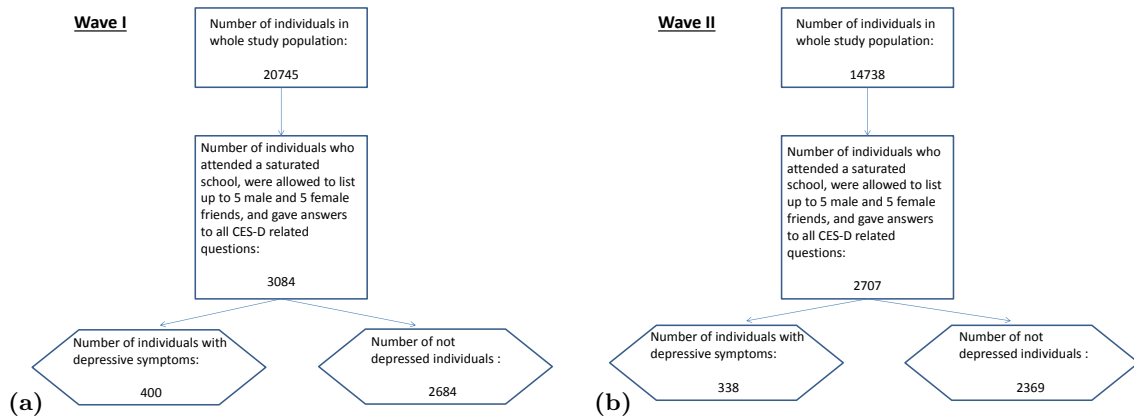 Wave I
Number of individuals in
whole study population:
20745
Number of individuals who
attended a saturated
school, were allowed to list
up to 5 male and 5 female
friends, and gave answers
to all CES-D related
questions:
3084
Number of individuals with
depressive symptoms:
400
Number of not
depressed individuals :
2684
(a)
Wave II
Number of individuals in
whole study population:
14738
Number of individuals who
attended a saturated
school, were allowed to list
up to 5 male and 5 female
friends, and gave answers
to all CES-D related
questions:
2707
Number of individuals with
depressive symptoms:
338
Number of not
depressed individuals :
2369
(b)